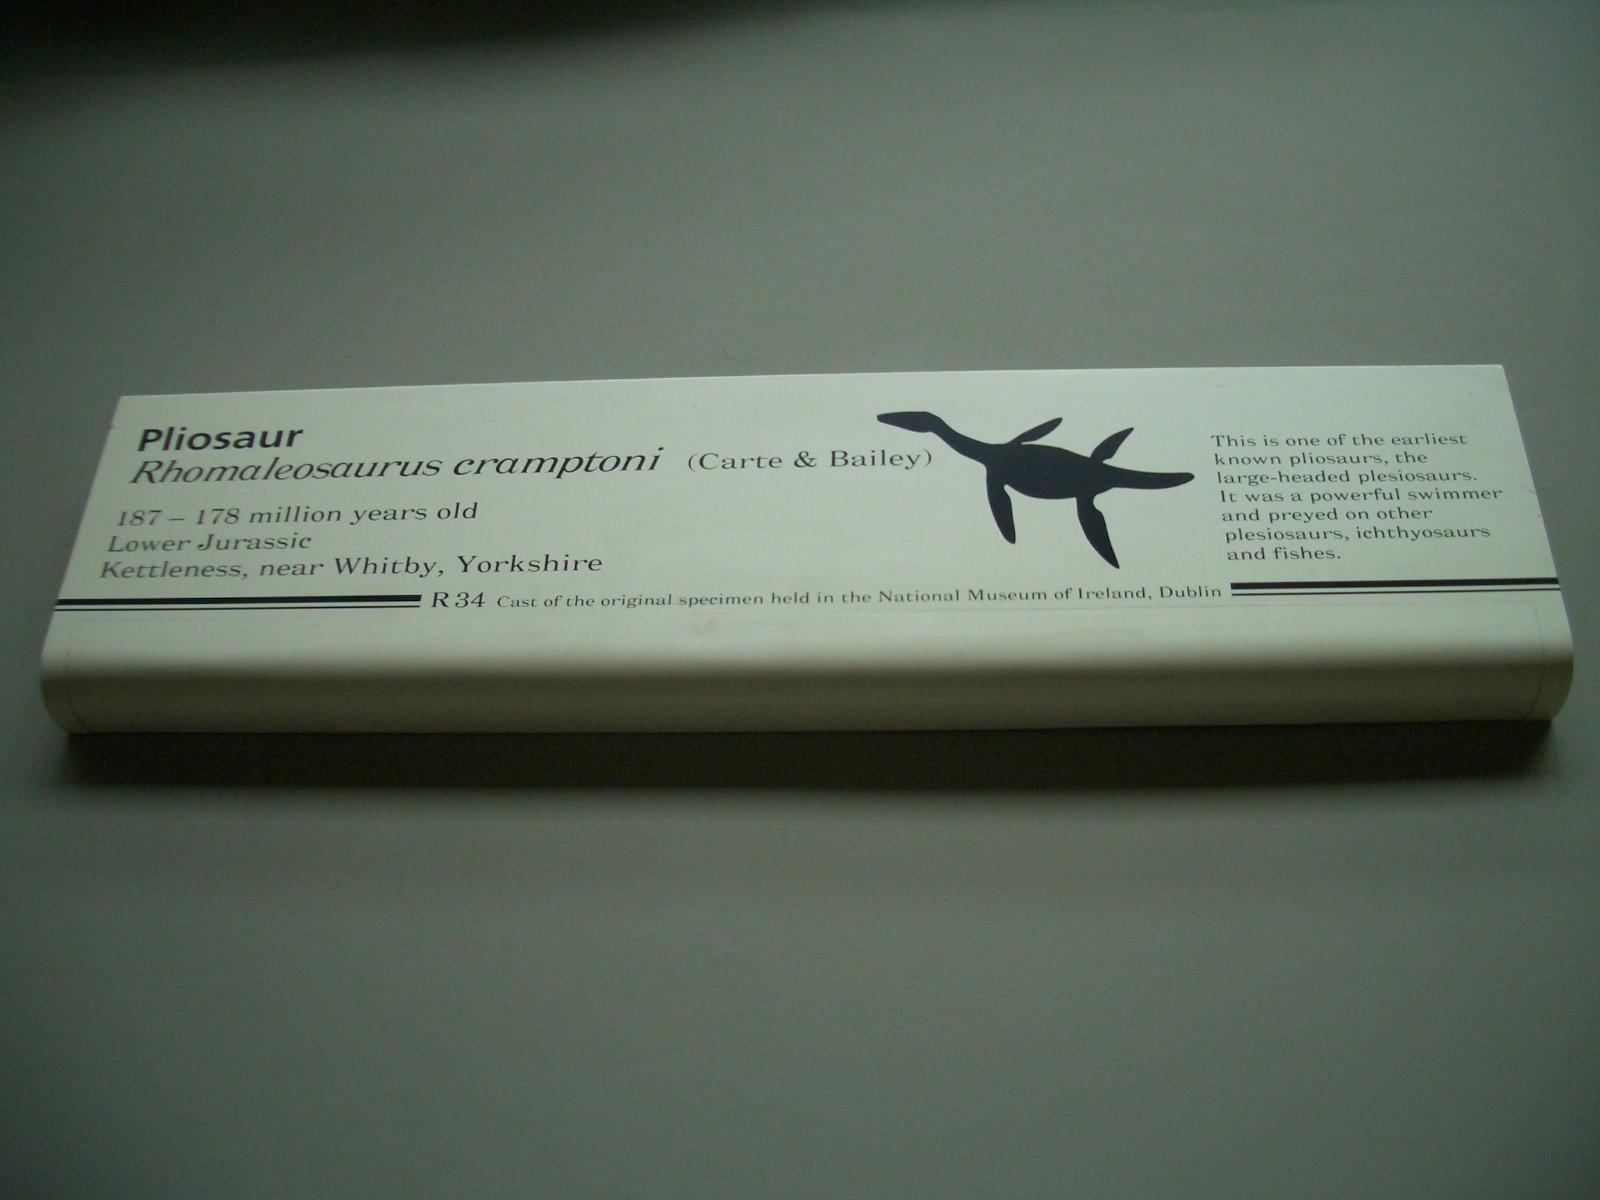 Pliosaur
Rhomaleosaurus cramptoni (Carte & Bailey)
187 – 178 million years old
Lower Jurassic
Kettleness, near Whitby, Yorkshire
This is one of the earliest
known pliosaurs, the
large-headed plesiosaurs.
It was a powerful swimmer
and preyed on other
plesiosaurs, ichthyosaurs
and fishes.
R 34 Cast of the original specimen held in the National Museum of Ireland, Dublin